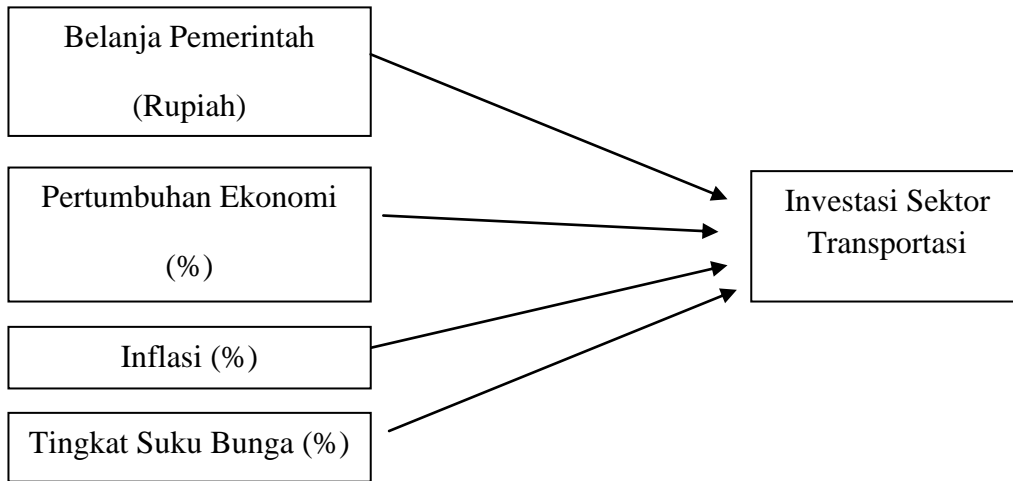 Belanja Pemerintah
(Rupiah)
Pertumbuhan Ekonomi
(%)
Inflasi (%)
Tingkat Suku Bunga (%)
Investasi Sektor
Transportasi